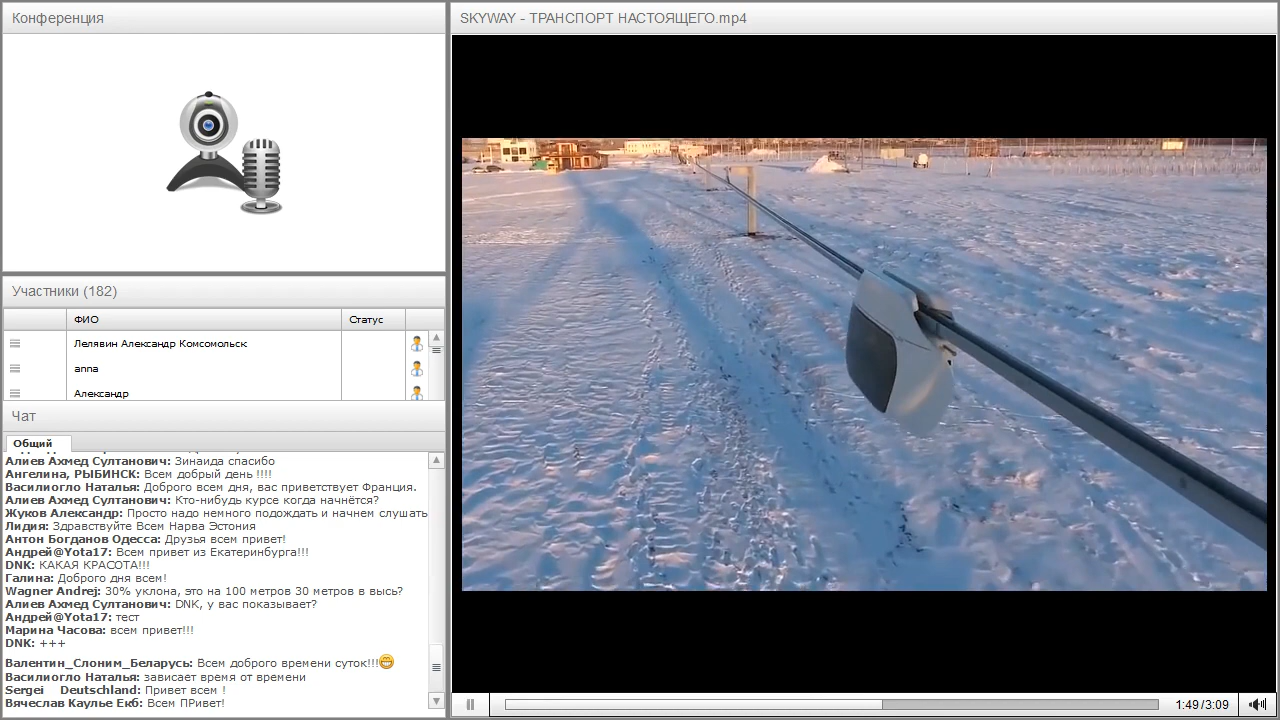 Конференция
SKYWAY - ТРАНСПОРТ НАСТОЯЩЕГО.mp4
Участники (182)
ФИО
Статус
Лелявин Александр Комсомольск
anna
Александр
Чат
Общий
Алиев Ахмед Султанович: Зинаида спасибо
Ангелина, РЫБИНСК: Всем добрый день !!!!
Василиогло Наталья: Доброго всем дня, вас приветствует Франция.
Алиев Ахмед Султанович: Кто-нибудь курсе когда начнётся?
Жуков Александр: Просто надо немного подождать и начнем слушать
Лидия: Здравствуйте Всем Нарва Эстония
Антон Богданов Одесса: Друзья всем привет!
Андрей@Yota17: Всем привет из Екатеринбурга!!!
DNK: КАКАЯ КРАСОТА!!!
Галина: Доброго дня всем!
Wagner Andrej: 30% уклона, это на 100 метров 30 метров в высь?
Алиев Ахмед Султанович: DNK, у вас показывает?
Андрей@Yota17: тест
Марина Часова: всем привет!!!
DNK: +++
Валентин_Слоним_Беларусь: Всем доброго времени суток!!!
Василиогло Наталья: зависает время от времени
Sergei Deutschland: Привет всем !
Вячеслав Каулье Екб: Всем ПРивет!
1:49/3:09